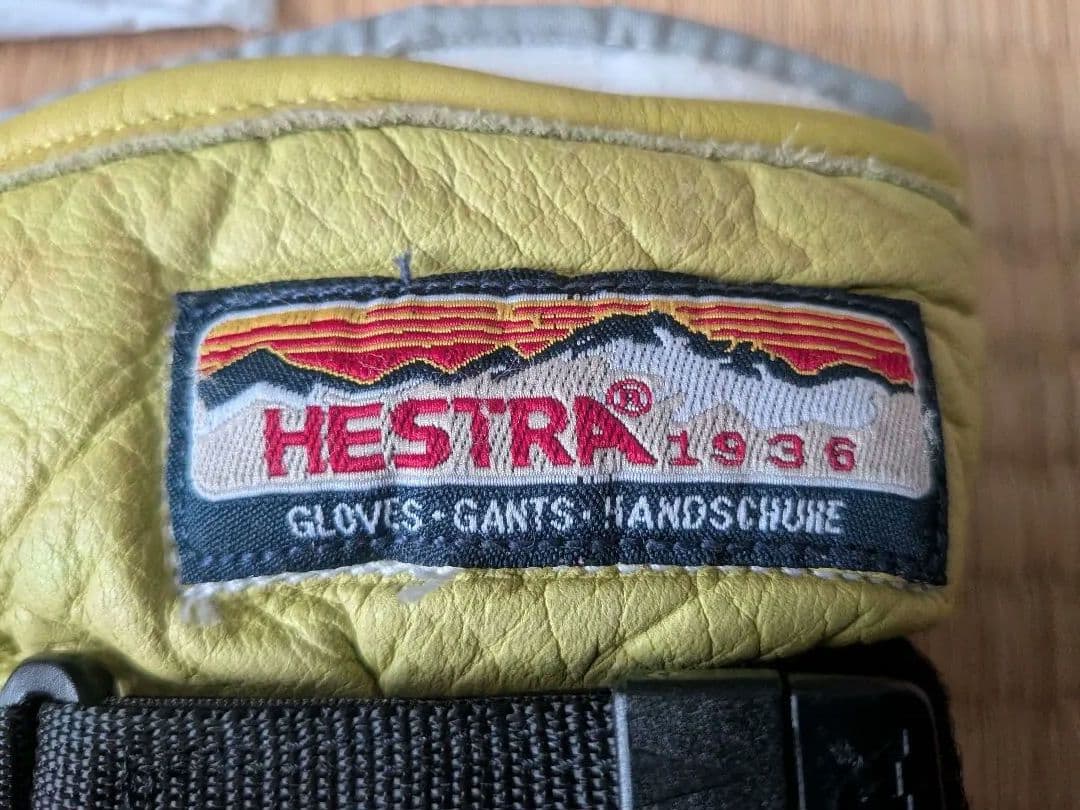 HESTRA® 1936
GLOVES · GANTS · HANDSCHUHE